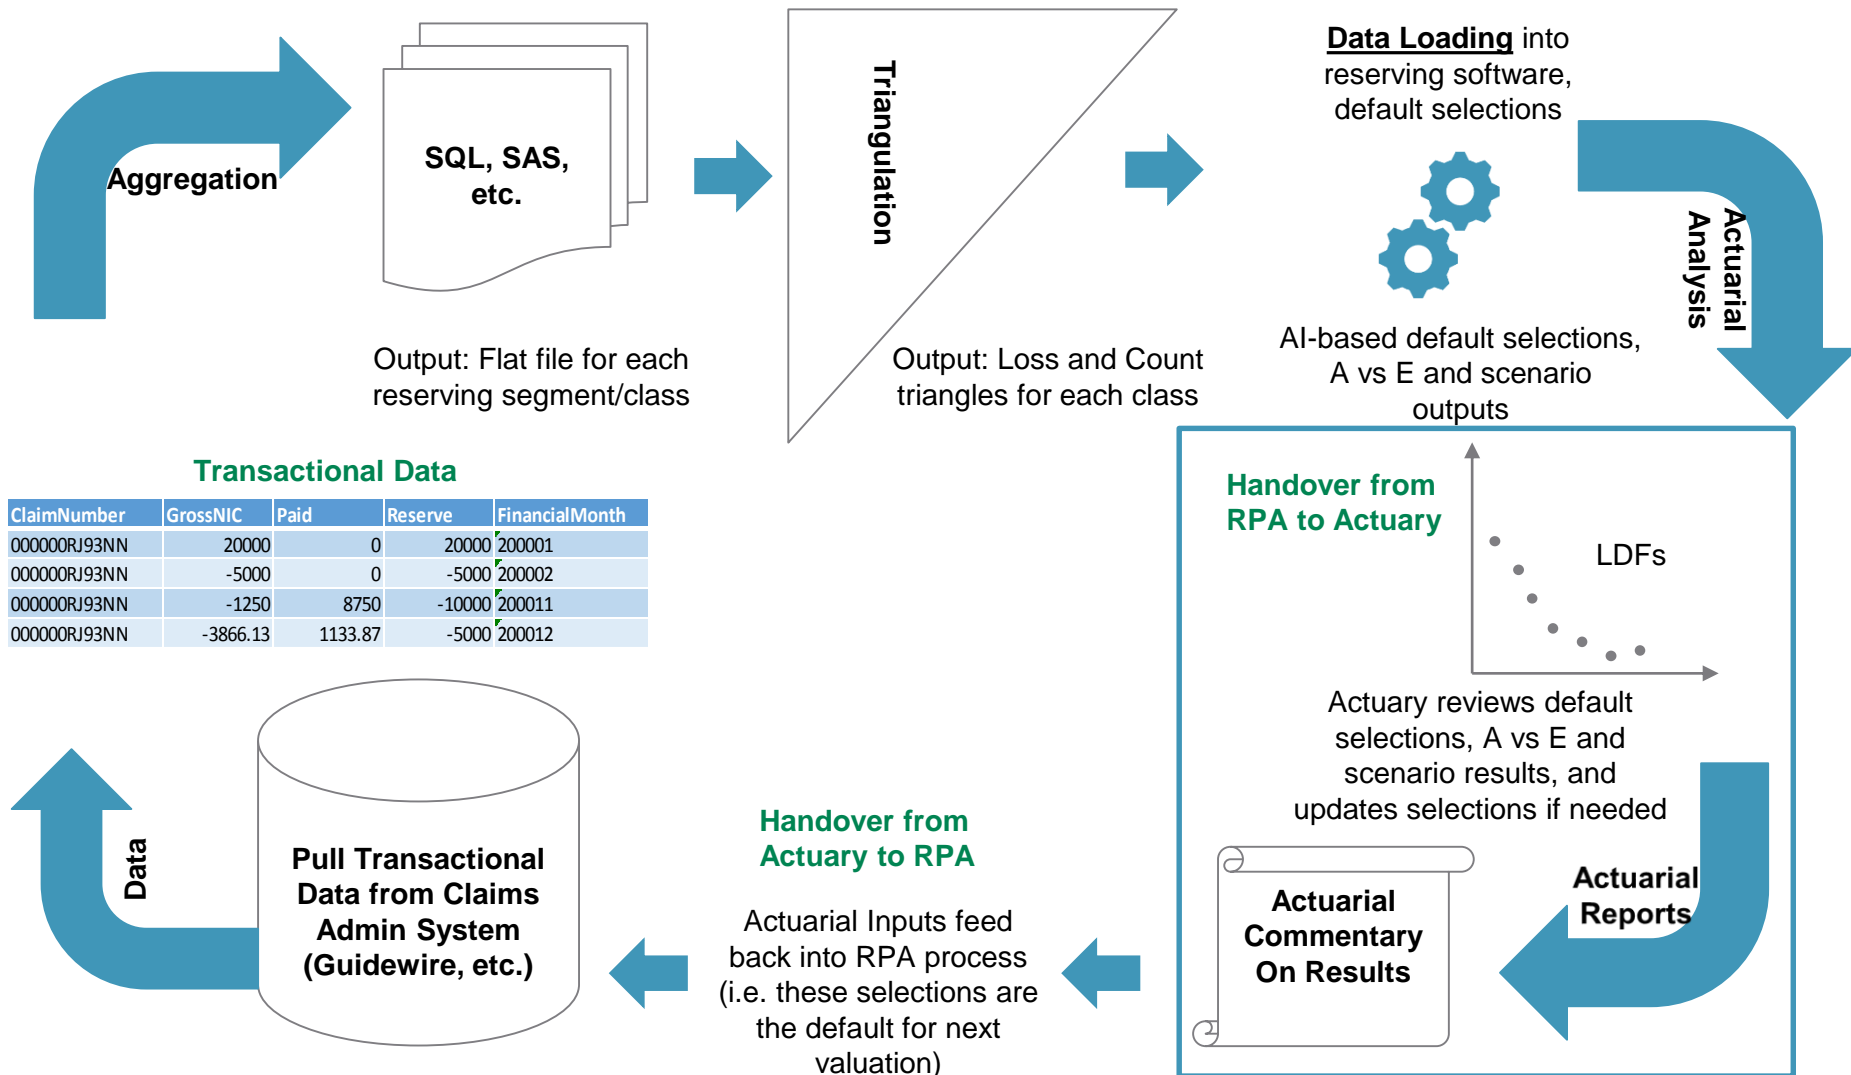 Aggregation
SQL, SAS,
etc.
Output: Flat file for each
reserving segment/class
Triangulation
Output: Loss and Count
triangles for each class
Data Loading into
reserving software,
default selections
AI-based default selections,
A vs E and scenario
outputs
Actuarial
Analysis
Transactional Data
ClaimNumber GrossNIC Paid Reserve FinancialMonth
000000RJ93NN 20000 0 20000 200001
000000RJ93NN -5000 0 -5000 200002
000000RJ93NN -1250 8750 -10000 200011
000000RJ93NN -3866.13 1133.87 -5000 200012
Handover from
RPA to Actuary
LDFs
Actuary reviews default
selections, A vs E and
scenario results, and
updates selections if needed
Actuarial
Reports
Actuarial
Commentary
On Results
Handover from
Actuary to RPA
Actuarial Inputs feed
back into RPA process
(i.e. these selections are
the default for next
valuation)
Pull Transactional
Data from Claims
Admin System
(Guidewire, etc.)
Data